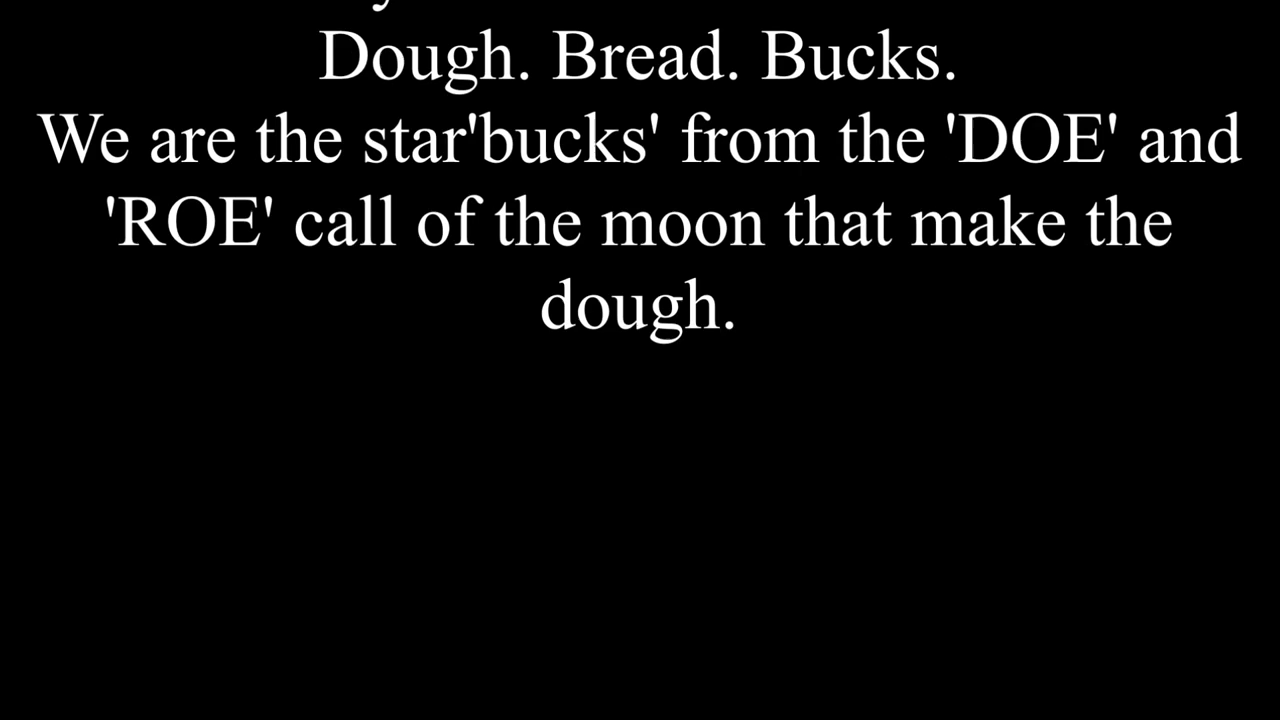 Dough. Bread. Bucks.
We are the star'bucks' from the 'DOE' and
'ROE' call of the moon that make the
dough.